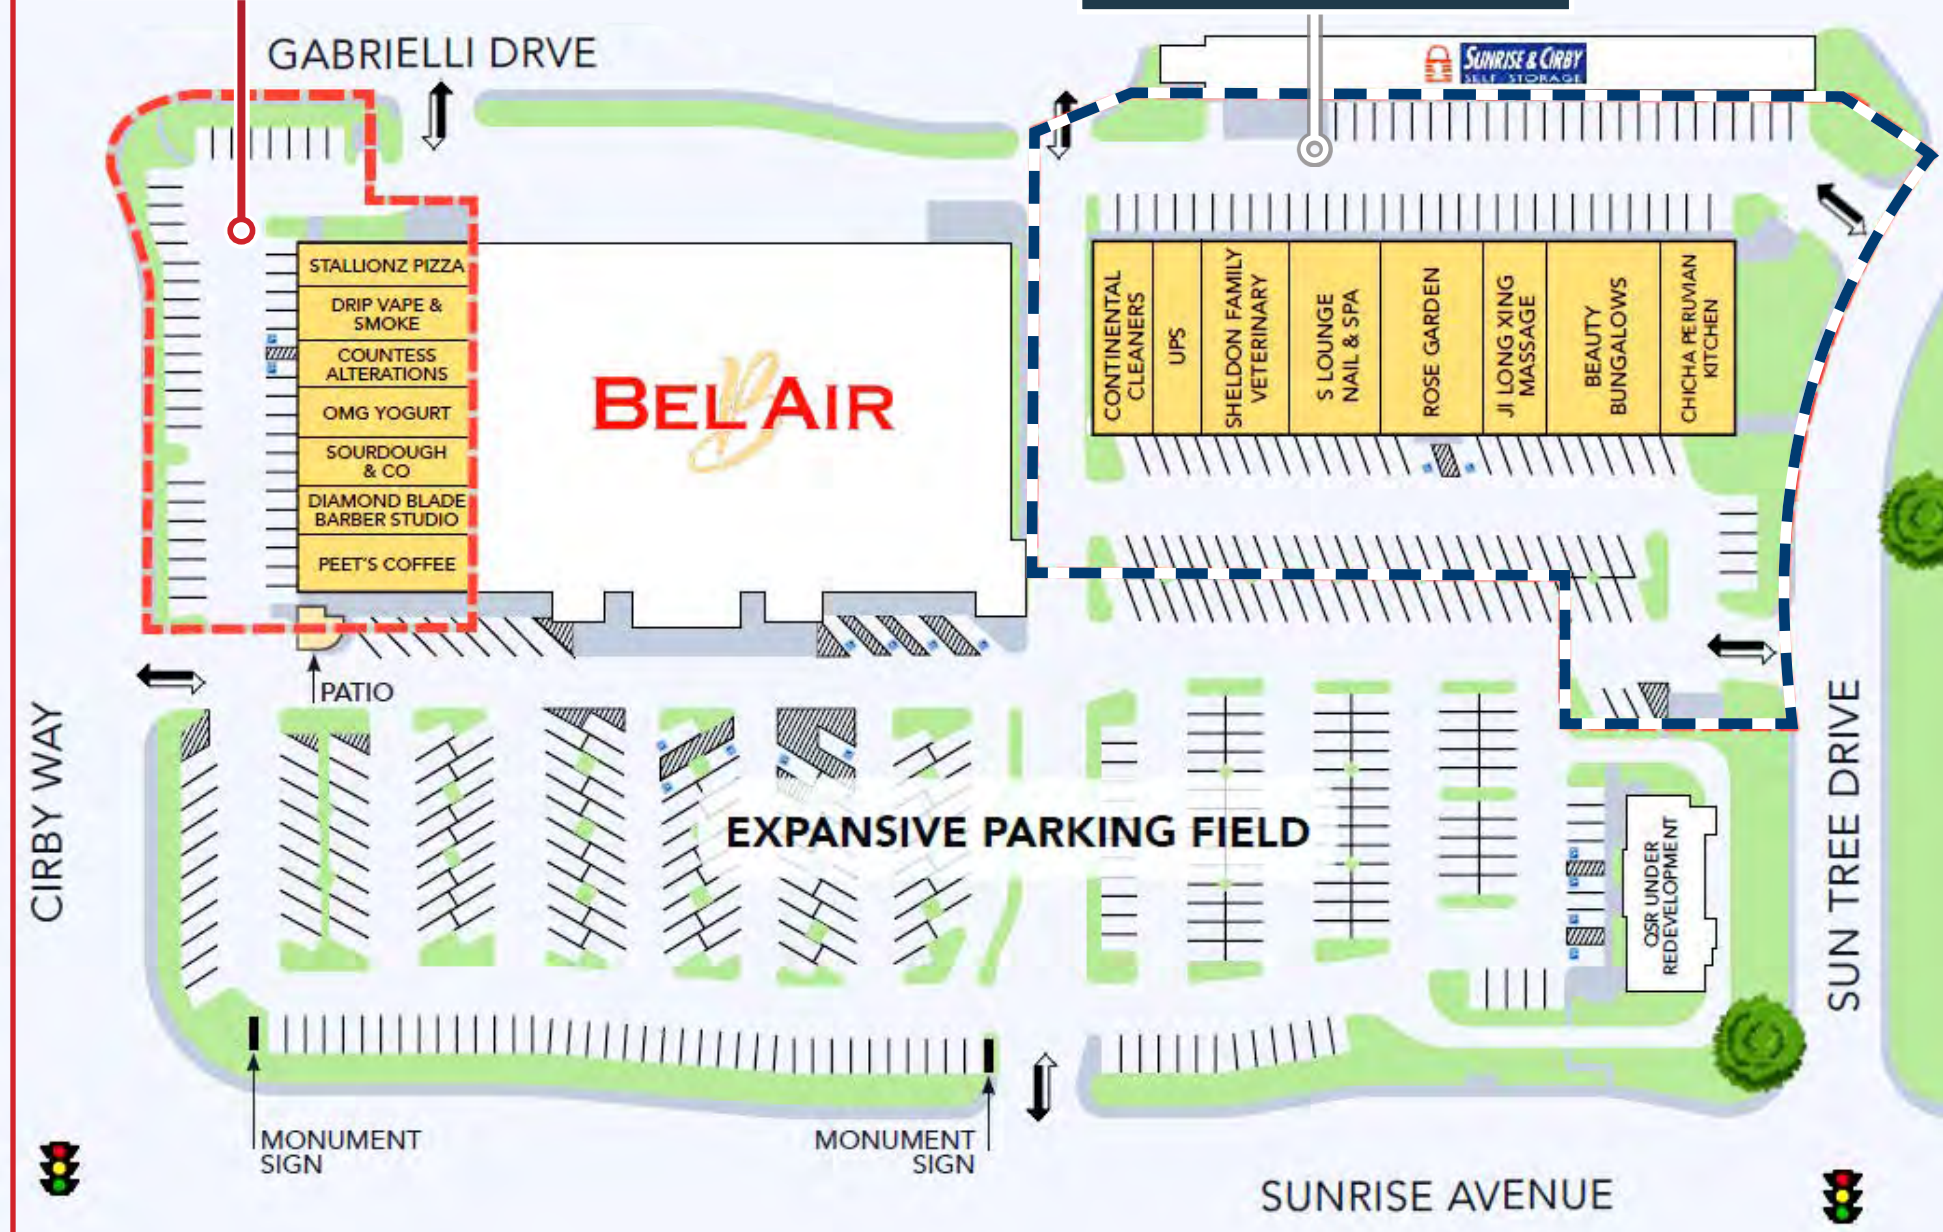 GABRIELLI DRVE
SUNRISE & CIRBY
SELF STORAGE
STALLIONZ PIZZA
DRIP VAPE &
SMOKE
COUNTESS
ALTERATIONS
OMG YOGURT
SOURDOUGH
& CO
DIAMOND BLADE
BARBER STUDIO
PEET'S COFFEE
BEL AIR
CONTINENTAL
CLEANERS
UPS
SHELDON FAMILY
VETERINARY
S LOUNGE
NAIL & SPA
ROSE GARDEN
JI LONG XING
MASSAGE
BEAUTY
BUNGALOWS
CHICHA PERUVIAN
KITCHEN
PATIO
CIRBY WAY
EXPANSIVE PARKING FIELD
QSR UNDER
REDEVELOPMENT
SUN TREE DRIVE
MONUMENT
SIGN
MONUMENT
SIGN
SUNRISE AVENUE